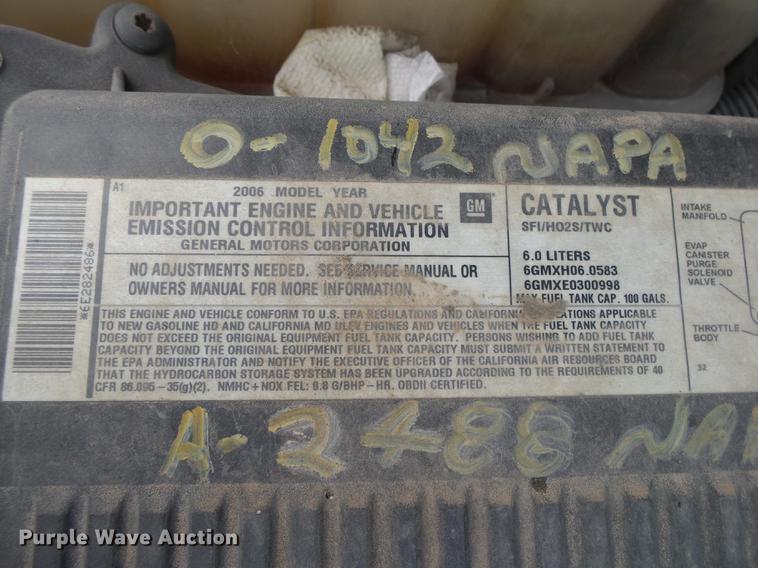 O-1042 NAPA
A1
*6E282486*
2006 MODEL YEAR
IMPORTANT ENGINE AND VEHICLE
EMISSION CONTROL INFORMATION
GENERAL MOTORS CORPORATION
GM
NO ADJUSTMENTS NEEDED. SEE SERVICE MANUAL OR
OWNERS MANUAL FOR MORE INFORMATION.
CATALYST
SFI/HO2S/TWC
6.0 LITERS
6GMXH06.0583
6GMXE0300998
MAX FUEL TANK CAP. 100 GALS.
THIS ENGINE AND VEHICLE CONFORM TO U.S. EPA REGULATIONS AND CALIFORNIA REGULATIONS APPLICABLE
TO NEW GASOLINE HD AND CALIFORNIA MD ULEV ENGINES AND VEHICLES WHEN THE FUEL TANK CAPACITY
DOES NOT EXCEED THE ORIGINAL EQUIPMENT FUEL TANK CAPACITY. PERSONS WISHING TO ADD FUEL TANK
CAPACITY BEYOND THE ORIGINAL EQUIPMENT FUEL TANK CAPACITY MUST SUBMIT A WRITTEN STATEMENT TO
THE EPA ADMINISTRATOR AND NOTIFY THE EXECUTIVE OFFICER OF THE CALIFORNIA AIR RESOURCES BOARD
THAT THE HYDROCARBON STORAGE SYSTEM HAS BEEN UPGRADED ACCORDING TO THE REQUIREMENTS OF 40
CFR 86.095-35(g)(2). NMHC+NOX FEL: 0.8 G/BHP-HR. OBDII CERTIFIED.
INTAKE
MANIFOLD
EVAP
CANISTER
PURGE
SOLENOID
VALVE
THROTTLE
BODY
32
A-2488 NAPA
Purple Wave Auction